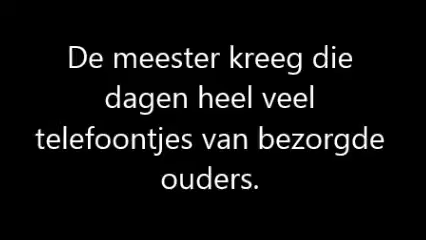 De meester kreeg die
dagen heel veel
telefoontjes van bezorgde
ouders.